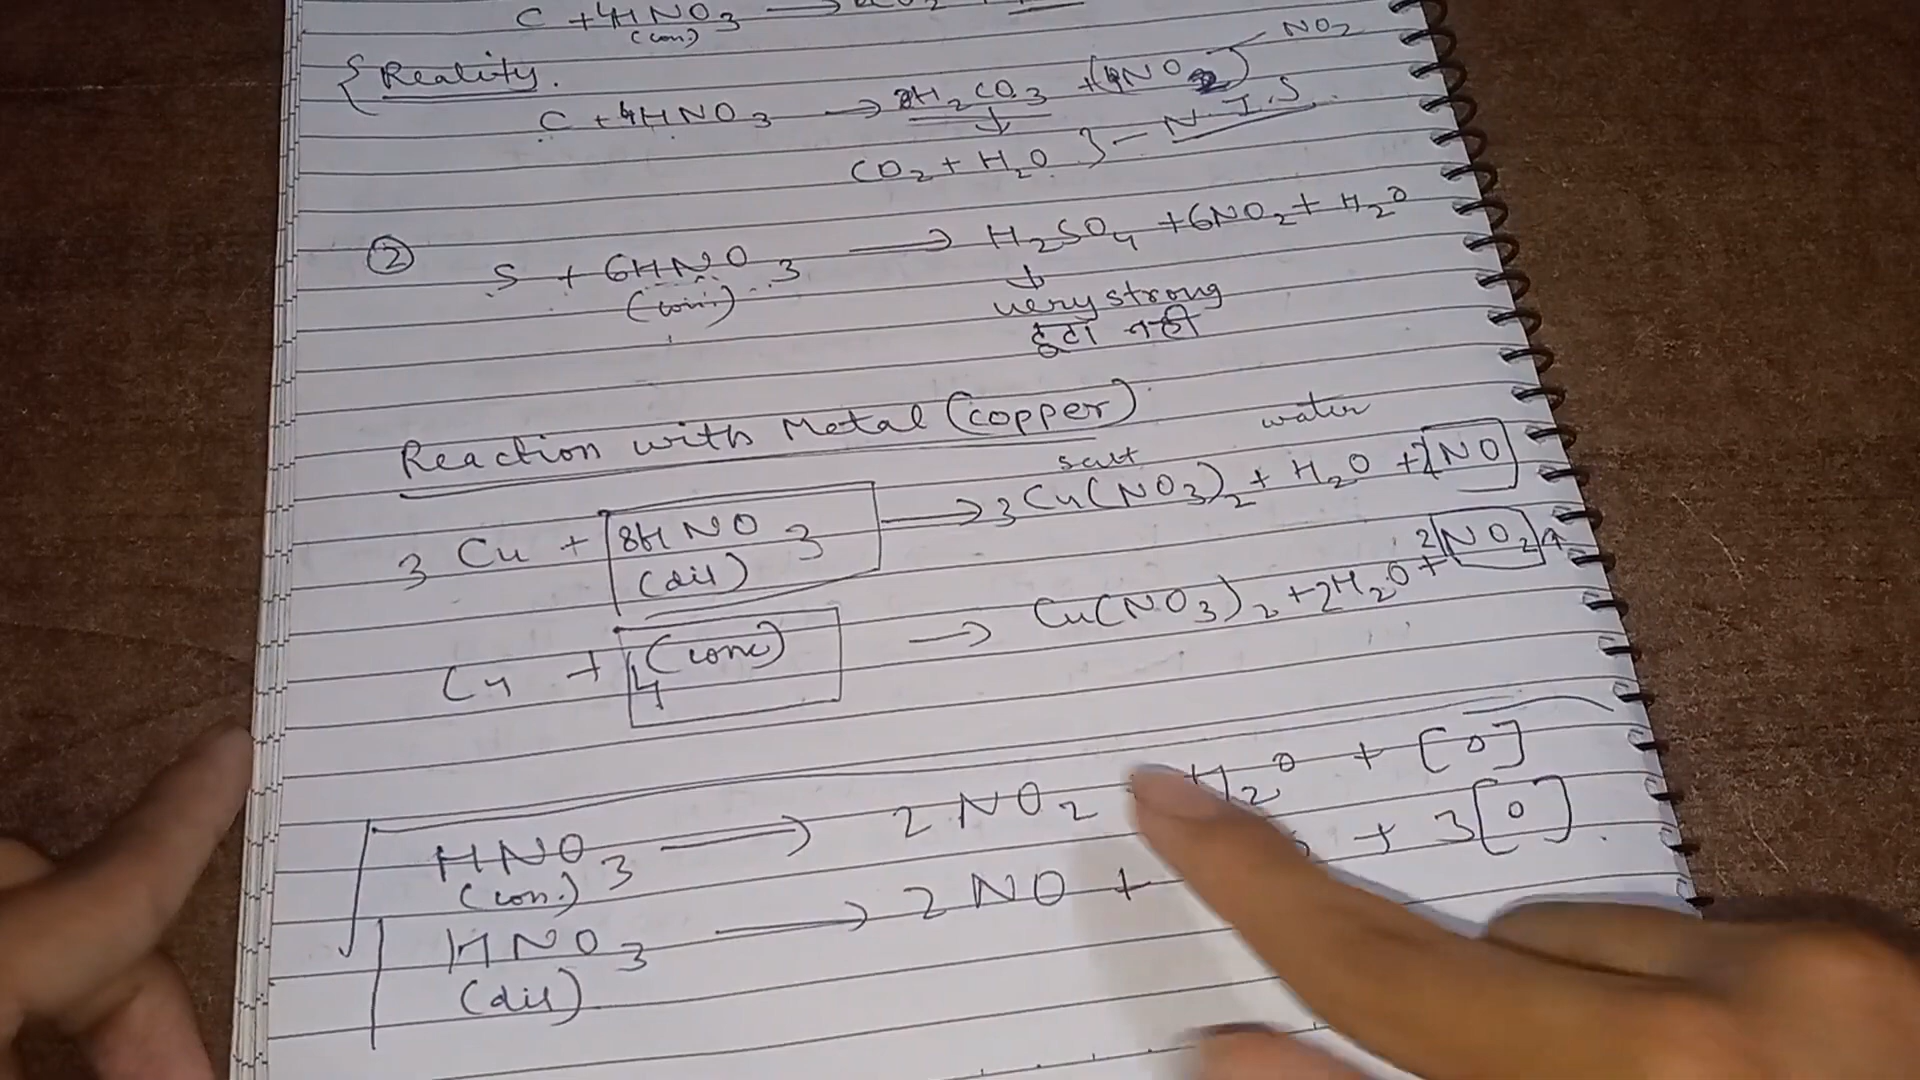 C + 4HNO3
(con.)
{ Reality.
C + 4HNO3 → 2H2CO3 + (4NO2) — NO2
↓
CO2 + H2O } — N.I.S.
② S + 6HNO3 → H2SO4 + 6NO2 + H2O
(con.)
↓
very strong
टुटा नही
Reaction with Metal (copper)
salt water
3 Cu + 8HNO3 → 3Cu(NO3)2 + H2O + 2NO
(dil)
Cu + 4(conc) → Cu(NO3)2 + 2H2O + 2NO2↑
HNO3 → 2NO2 + H2O + [O]
(con.)
HNO3 → 2NO + + 3[O]
(dil)